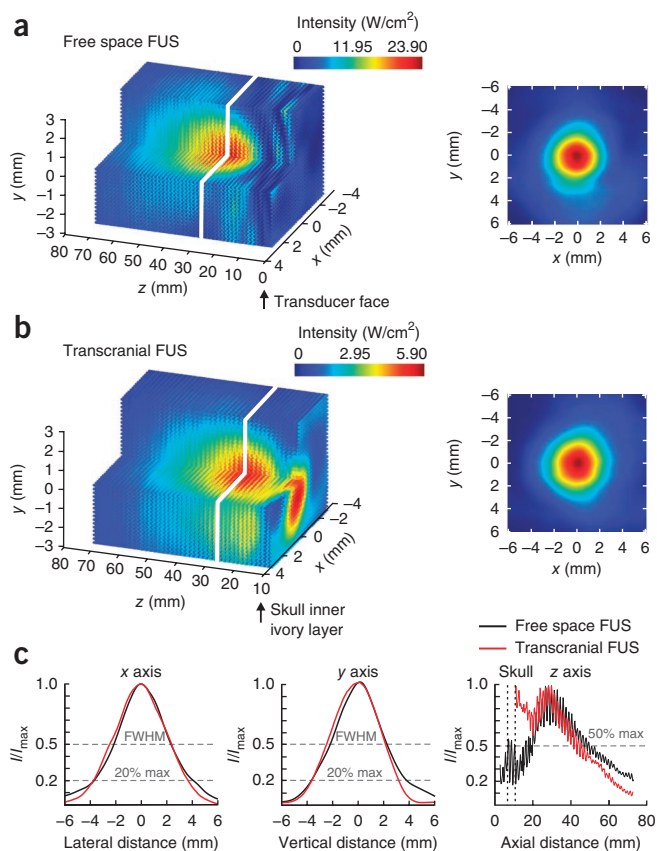 a
Free space FUS
Intensity (W/cm²)
0 11.95 23.90
3
2
1
0
−1
−2
−3
y (mm)
80 70 60 50 40 30 20 10 0
z (mm)
−4
−2
0
2
4
x (mm)
Transducer face
−6
−4
−2
0
2
4
6
y (mm)
−6 −4 −2 0 2 4 6
x (mm)
b
Transcranial FUS
Intensity (W/cm²)
0 2.95 5.90
3
2
1
0
−1
−2
−3
y (mm)
80 70 60 50 40 30 20 10
z (mm)
−4
−2
0
2
4
x (mm)
Skull inner
ivory layer
−6
−4
−2
0
2
4
6
y (mm)
−6 −4 −2 0 2 4 6
x (mm)
Free space FUS
Transcranial FUS
c
x axis
1.0
0.5
0.2
I/Imax
FWHM
20% max
−6 −4 −2 0 2 4 6
Lateral distance (mm)
y axis
1.0
0.5
0.2
I/Imax
FWHM
20% max
−6 −4 −2 0 2 4 6
Vertical distance (mm)
Skull z axis
1.0
0.5
0.2
I/Imax
50% max
0 20 40 60 80
Axial distance (mm)